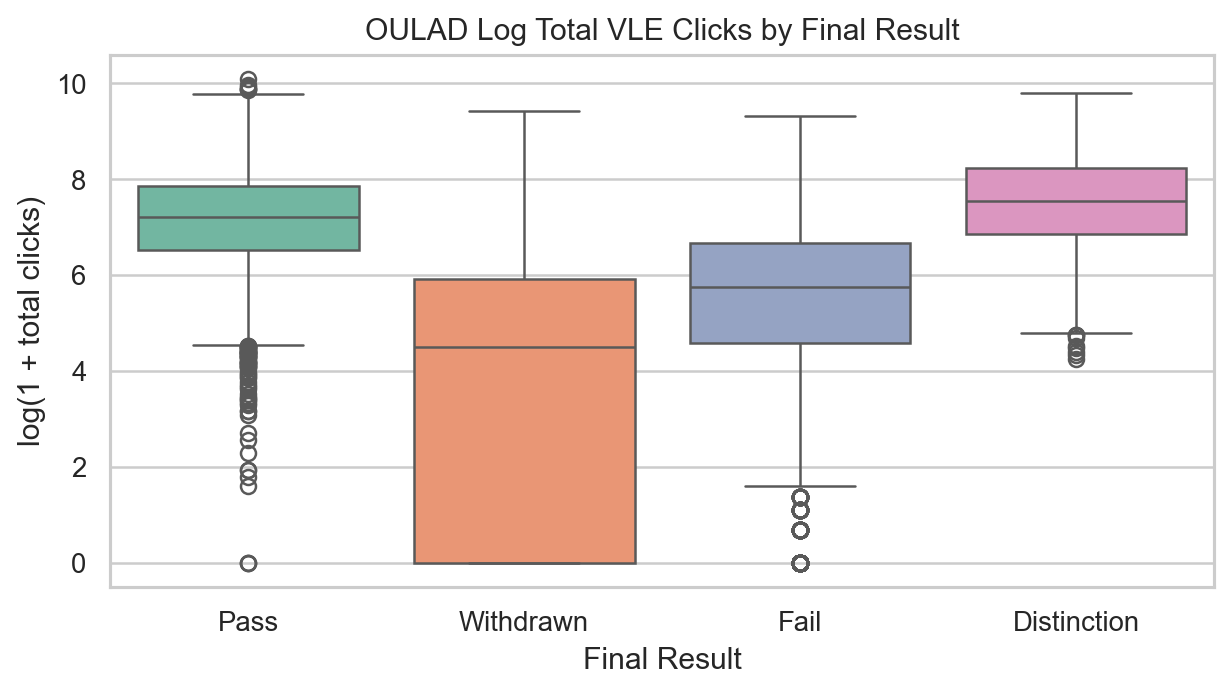 OULAD Log Total VLE Clicks by Final Result
log(1 + total clicks)
10
8
6
4
2
0
Pass
Withdrawn
Fail
Distinction
Final Result